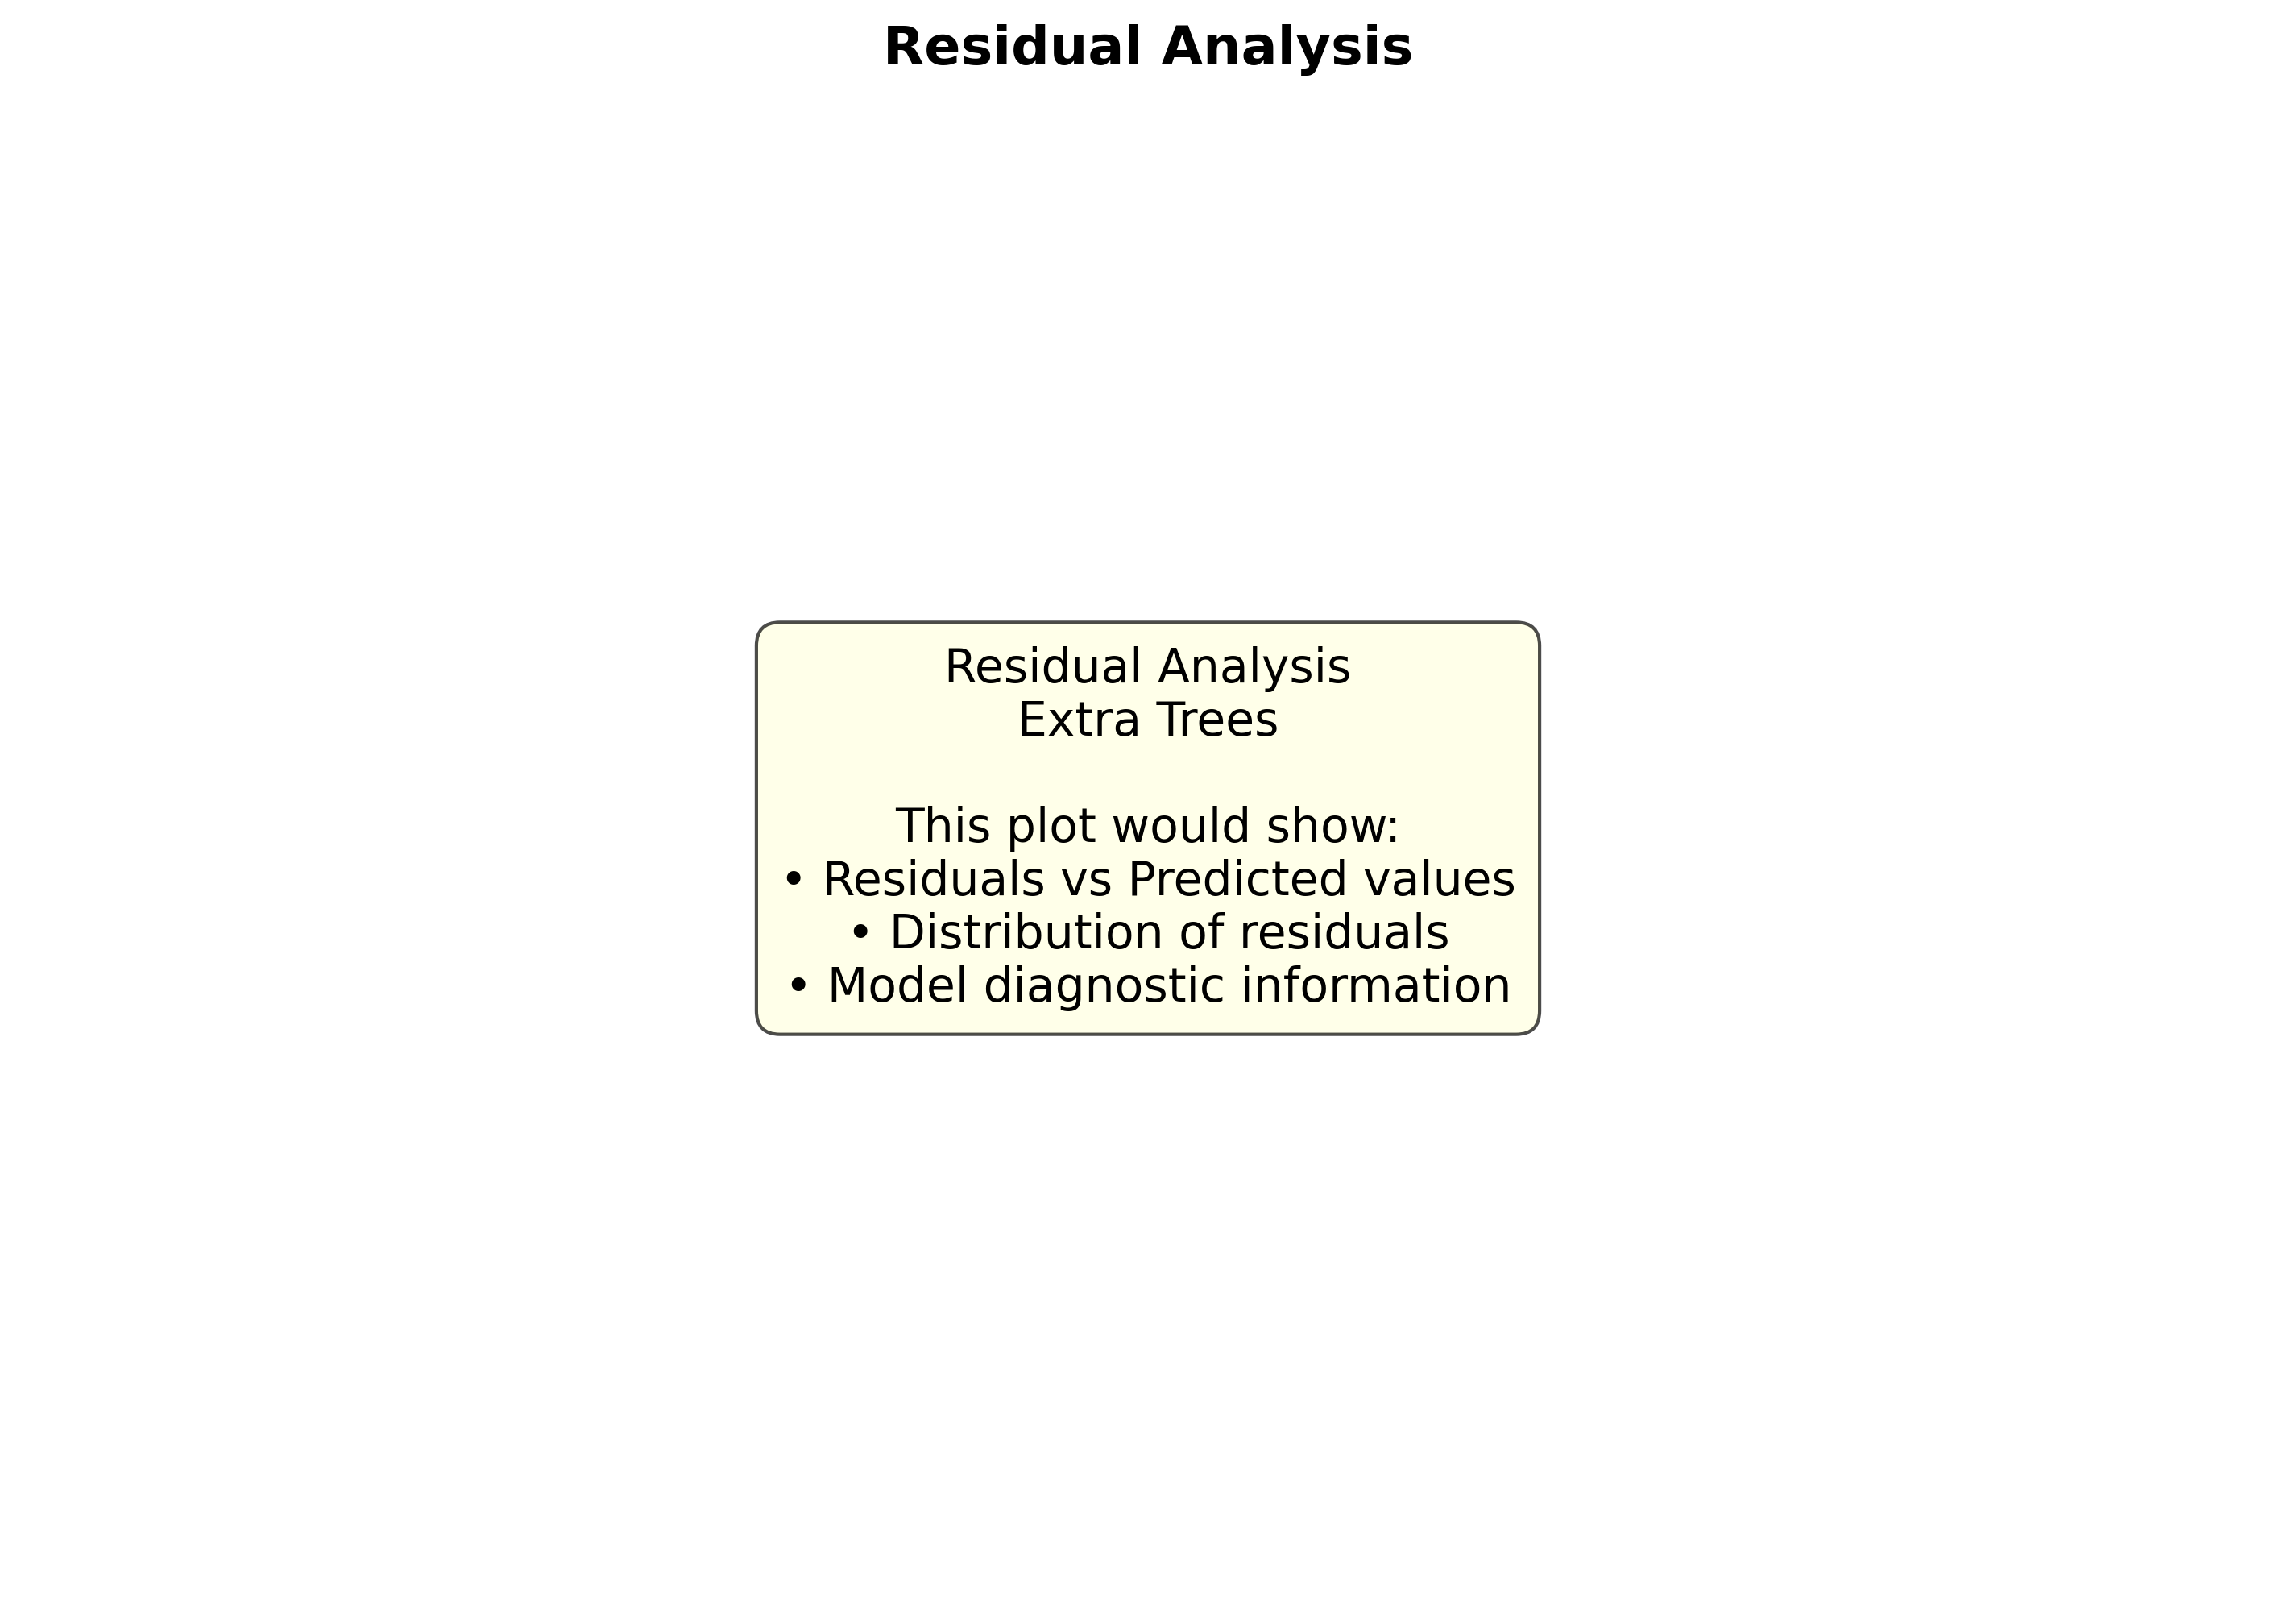 Residual Analysis
Residual Analysis
Extra Trees
This plot would show:
• Residuals vs Predicted values
• Distribution of residuals
• Model diagnostic information